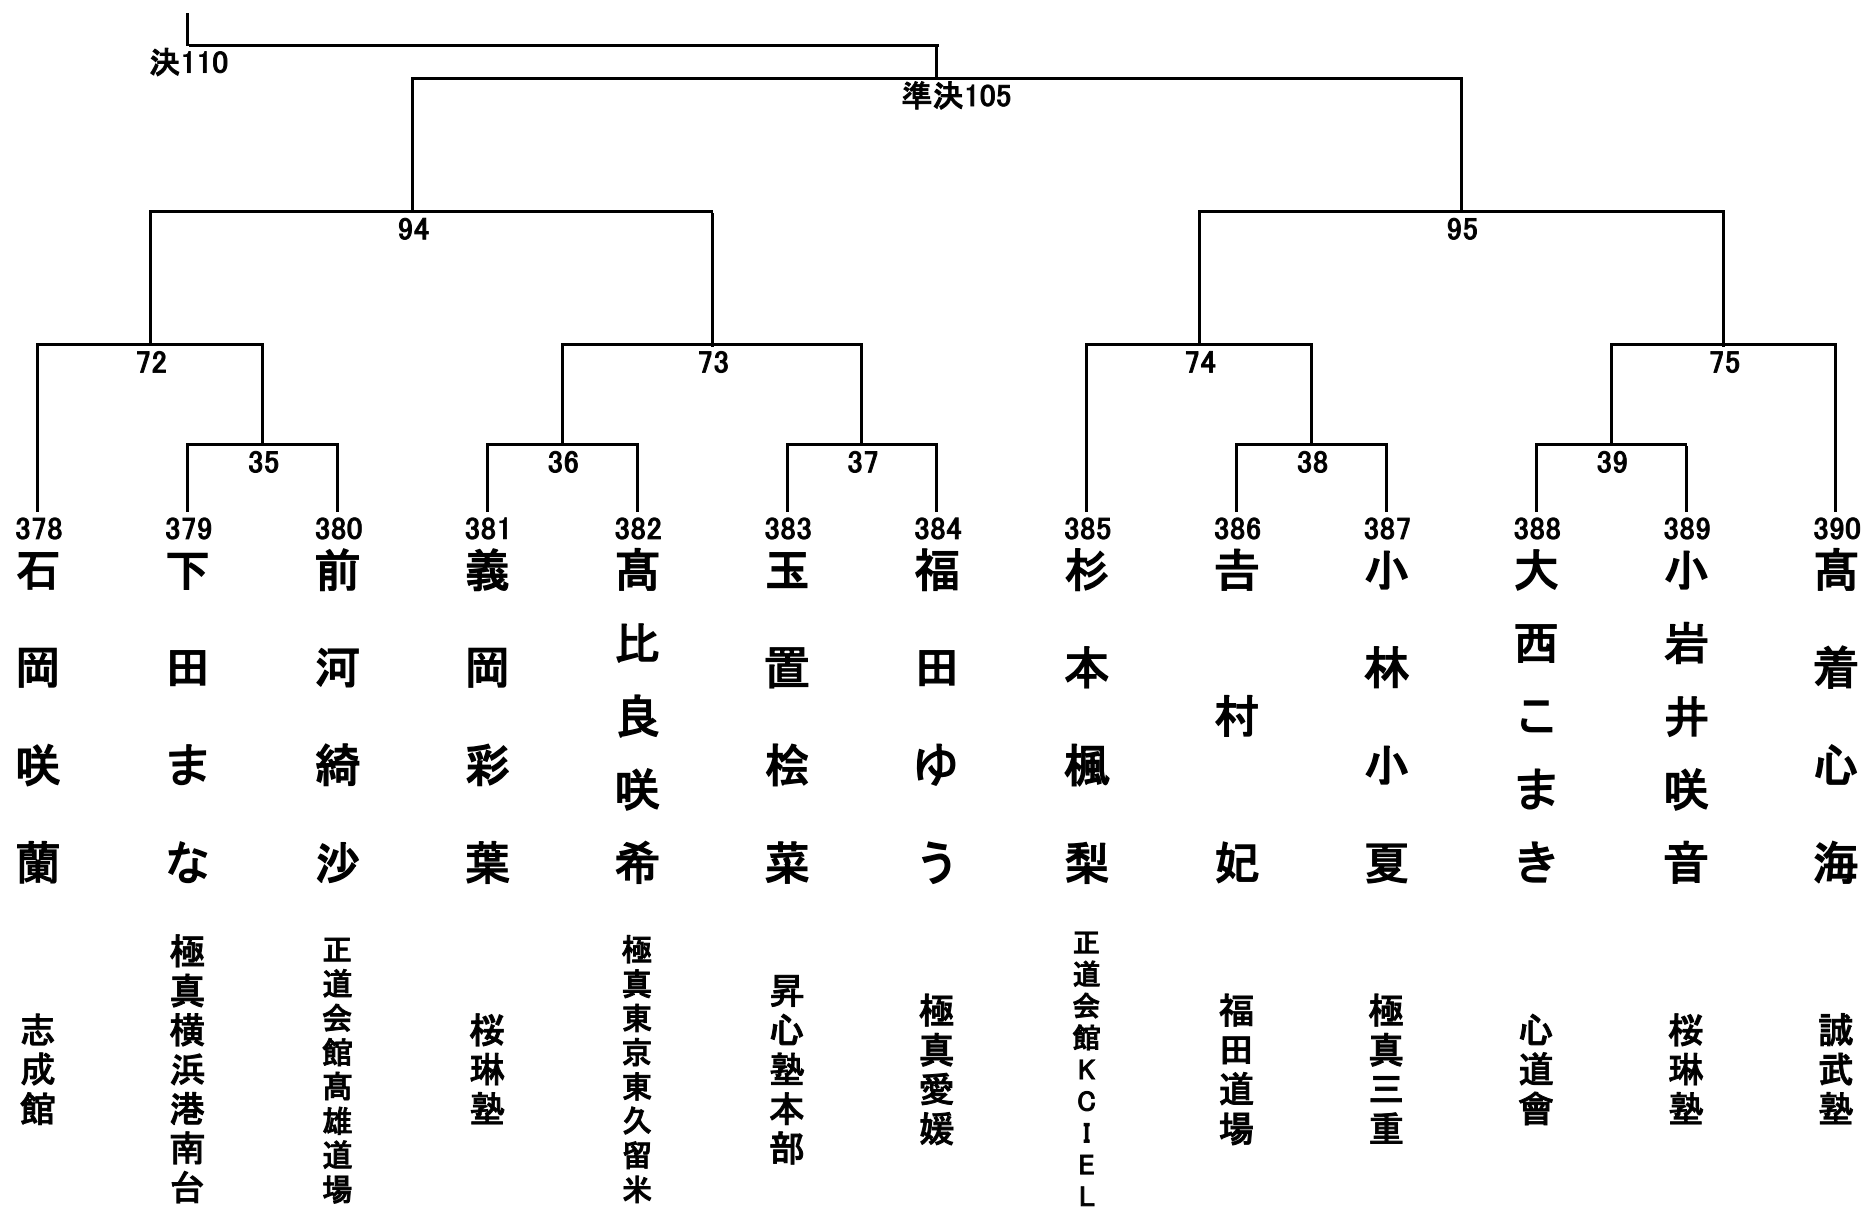 決110
準決105
94
95
72
73
74
75
35
36
37
38
39
378
379
380
381
382
383
384
385
386
387
388
389
390
石岡咲蘭
下田まな
前河綺沙
義岡彩葉
髙比良咲希
玉置桧菜
福田ゆう
杉本楓梨
𠮷村妃
小林小夏
大西こまき
小岩井咲音
髙着心海
志成館
極真横浜港南台
正道会館髙雄道場
桜琳塾
極真東京東久留米
昇心塾本部
極真愛媛
正道会館KCIEL
福田道場
極真三重
心道會
桜琳塾
誠武塾